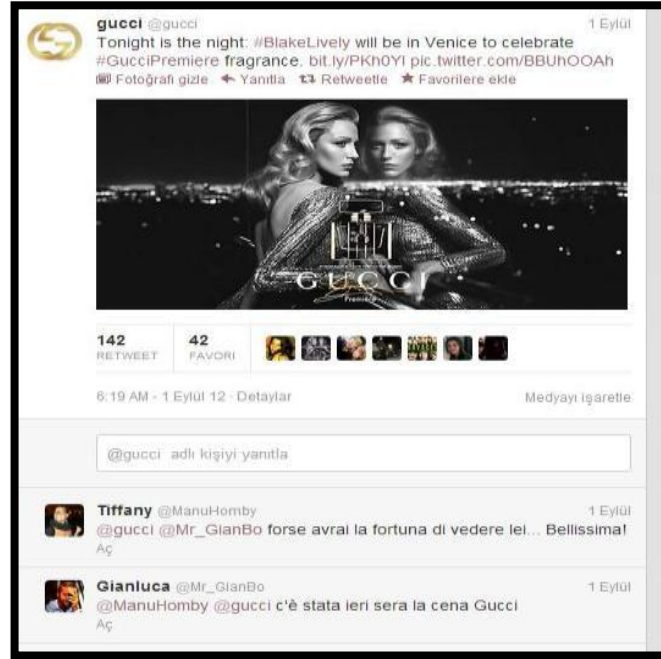 gucci @gucci 1 Eylül
Tonight is the night: #BlakeLively will be in Venice to celebrate
#GucciPremiere fragrance. bit.ly/PKh0YI pic.twitter.com/BBUhOOAh
Fotoğrafı gizle Yanıtla Retweetle Favorilere ekle
GUCCI
Première
142 42
RETWEET FAVORİ
6:19 AM - 1 Eylül 12 · Detaylar Medyayı işaretle
@gucci adlı kişiyi yanıtla
Tiffany @ManuHomby 1 Eylül
@gucci @Mr_GianBo forse avrai la fortuna di vedere lei... Bellissima!
Aç
Gianluca @Mr_GianBo 1 Eylül
@ManuHomby @gucci c'è stata ieri sera la cena Gucci
Aç